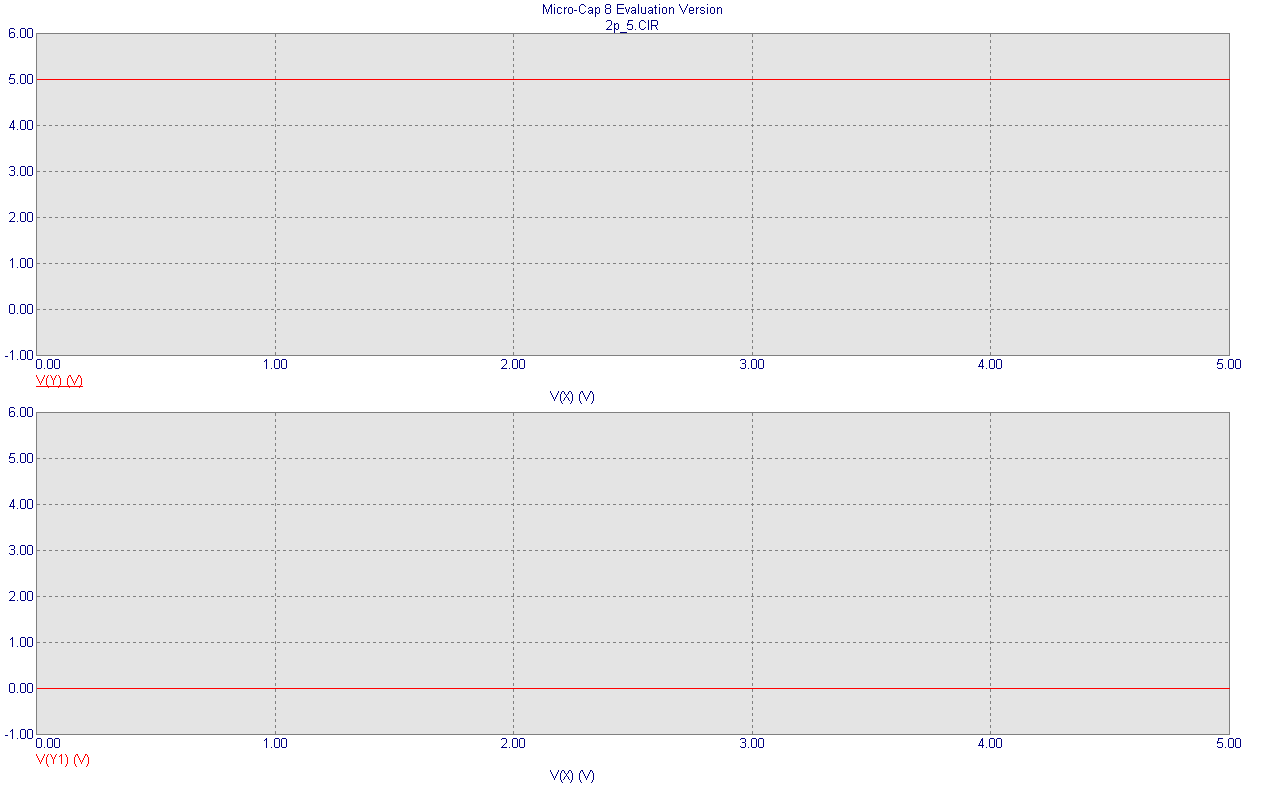 Micro-Cap 8 Evaluation Version
2p_5.CIR
6.00
5.00
4.00
3.00
2.00
1.00
0.00
-1.00
0.00 1.00 2.00 3.00 4.00 5.00
V(Y) (V)
V(X) (V)
6.00
5.00
4.00
3.00
2.00
1.00
0.00
-1.00
0.00 1.00 2.00 3.00 4.00 5.00
V(Y1) (V)
V(X) (V)